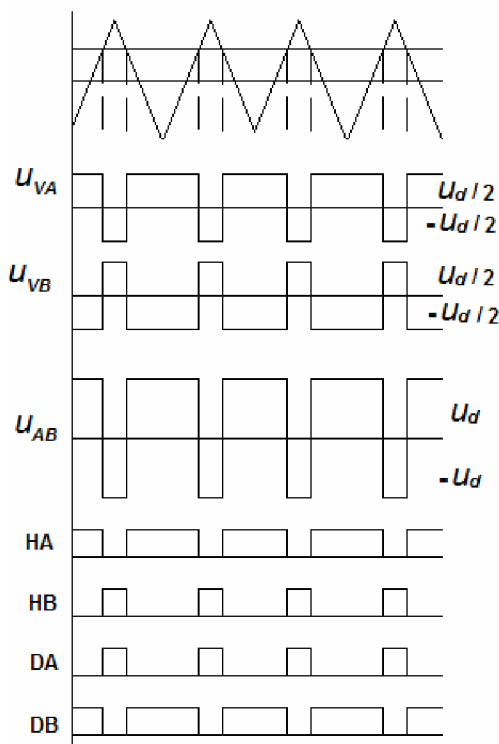 u_VA
u_d / 2
-u_d / 2
u_VB
u_d / 2
-u_d / 2
u_AB
u_d
-u_d
HA
HB
DA
DB